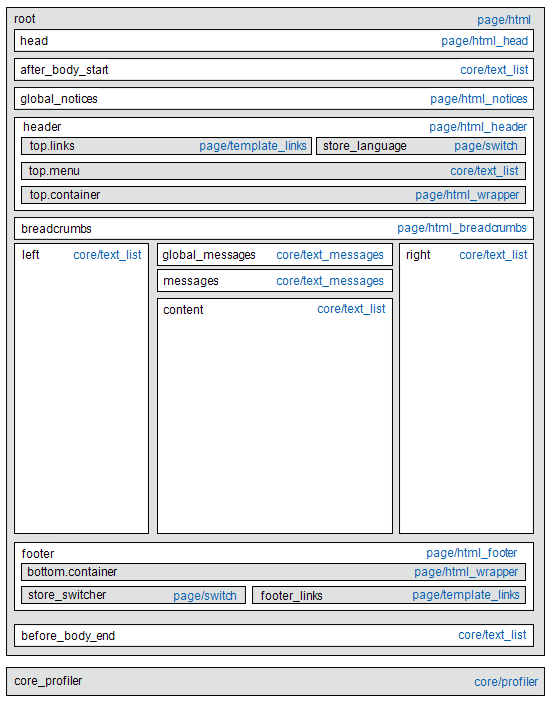 root page/html
head page/html_head
after_body_start core/text_list
global_notices page/html_notices
header page/html_header
top.links page/template_links store_language page/switch
top.menu core/text_list
top.container page/html_wrapper
breadcrumbs page/html_breadcrumbs
left core/text_list global_messages core/text_messages right core/text_list
messages core/text_messages
content core/text_list
footer page/html_footer
bottom.container page/html_wrapper
store_switcher page/switch footer_links page/template_links
before_body_end core/text_list
core_profiler core/profiler